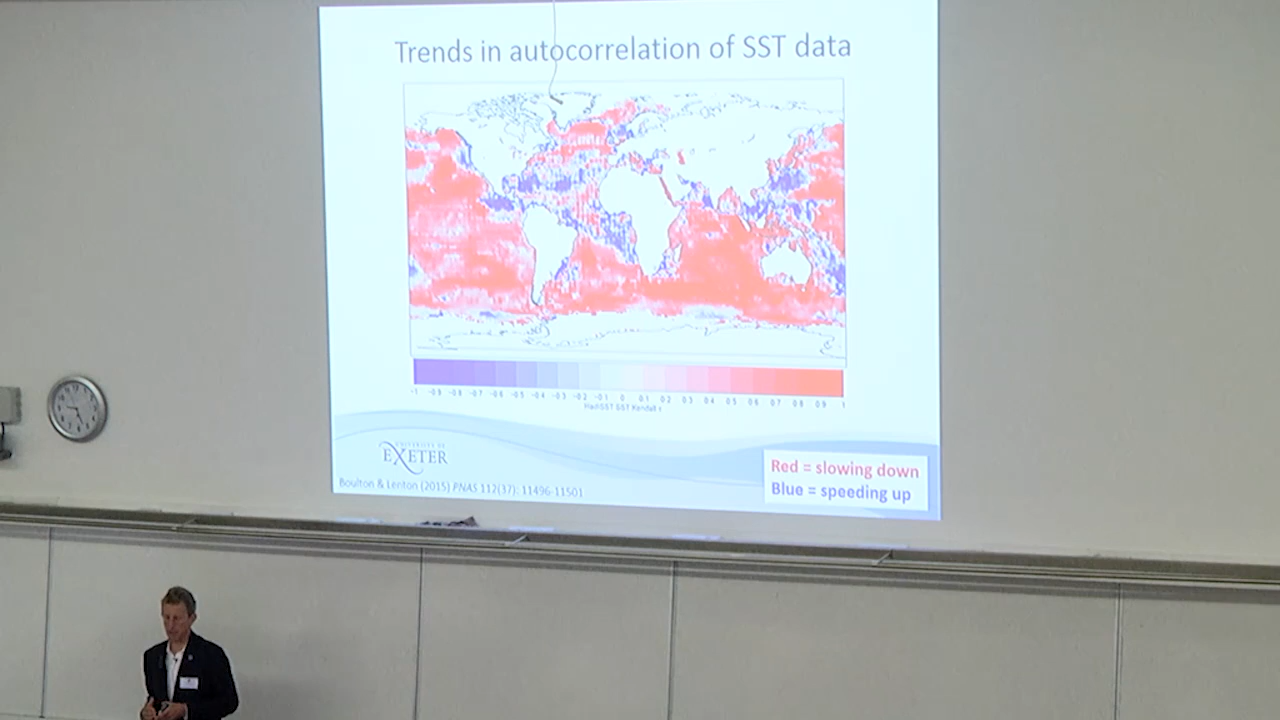 Trends in autocorrelation of SST data
-1 -0.9 -0.8 -0.7 -0.6 -0.5 -0.4 -0.3 -0.2 -0.1 0 0.1 0.2 0.3 0.4 0.5 0.6 0.7 0.8 0.9 1
HadISST SST Kendall τ
UNIVERSITY OF
EXETER
Red = slowing down
Blue = speeding up
Boulton & Lenton (2015) PNAS 112(37): 11496-11501